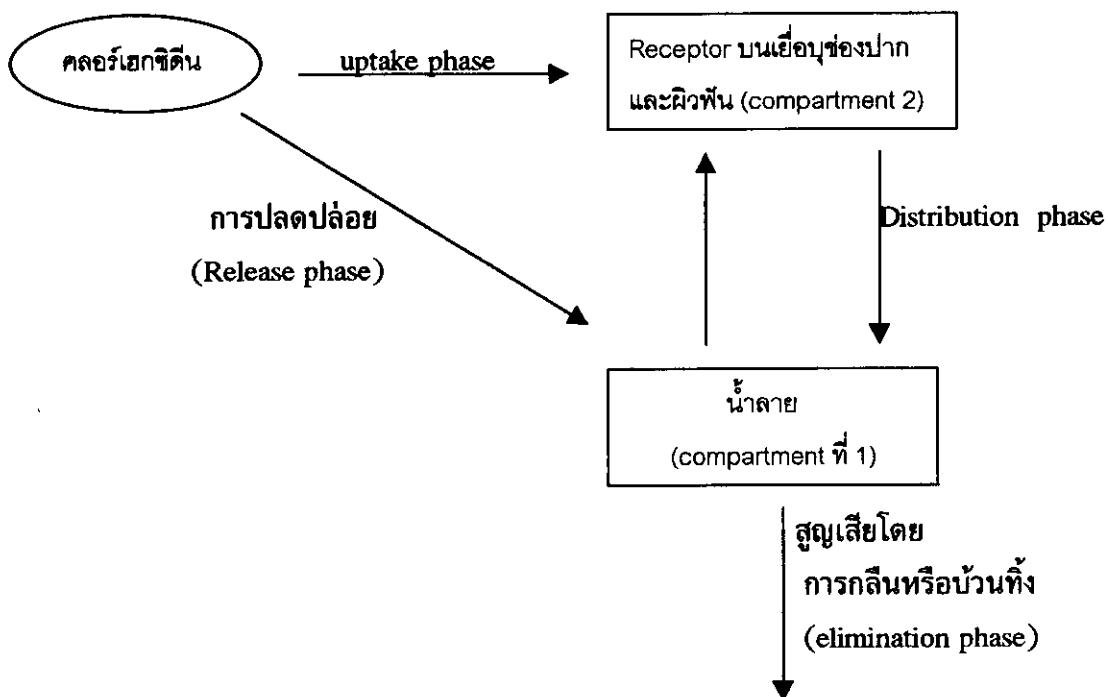 คลอร์เฮกซิดีน
uptake phase
Receptor บนเยื่อบุช่องปาก
และผิวฟัน (compartment 2)
การปลดปล่อย
(Release phase)
Distribution phase
น้ำลาย
(compartment ที่ 1)
สูญเสียโดย
การกลืนหรือบ้วนทิ้ง
(elimination phase)